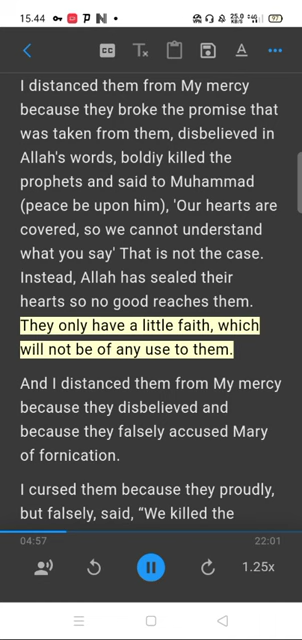 15.44
25.0 KB/s
97
CC
I distanced them from My mercy
because they broke the promise that
was taken from them, disbelieved in
Allah's words, boldiy killed the
prophets and said to Muhammad
(peace be upon him), 'Our hearts are
covered, so we cannot understand
what you say' That is not the case.
Instead, Allah has sealed their
hearts so no good reaches them.
They only have a little faith, which
will not be of any use to them.
And I distanced them from My mercy
because they disbelieved and
because they falsely accused Mary
of fornication.
I cursed them because they proudly,
but falsely, said, “We killed the
04:57
22:01
1.25x